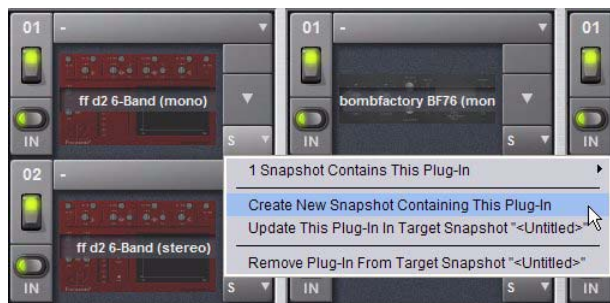 01 - 01 - 01
ff d2 6-Band (mono)
bombfactory BF76 (mon
IN S IN S IN
02 -
1 Snapshot Contains This Plug-In
Create New Snapshot Containing This Plug-In
Update This Plug-In In Target Snapshot "<Untitled>"
Remove Plug-In From Target Snapshot "<Untitled>"
ff d2 6-Band (stereo)
IN S IN S IN